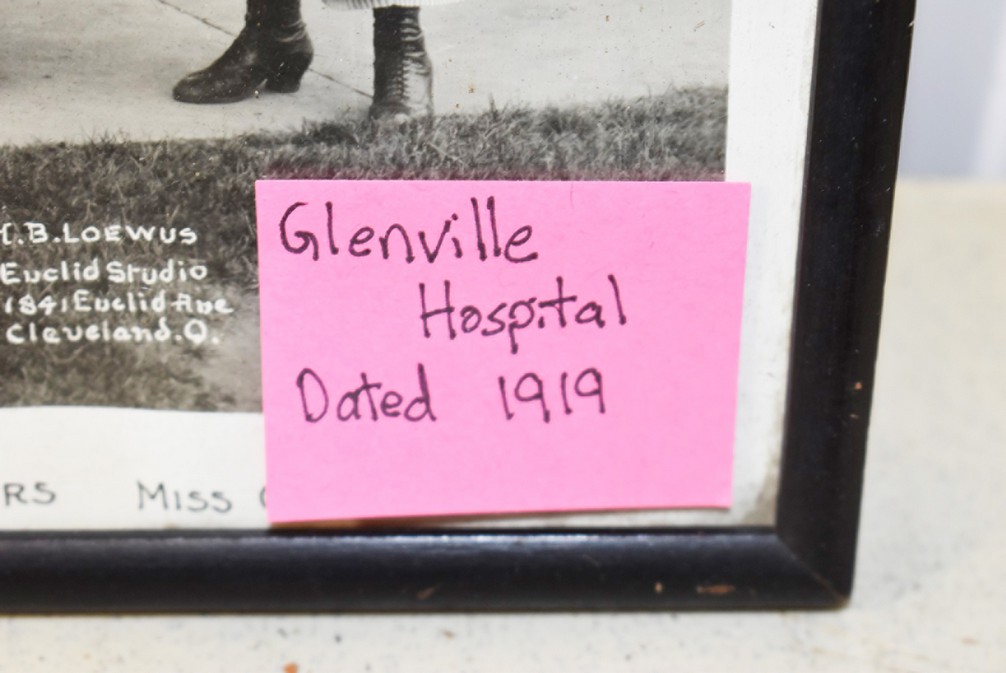 .B.LOEWUS
Euclid Studio
1841 Euclid Ave
Cleveland.O.
Glenville
Hospital
Dated 1919
RS MISS